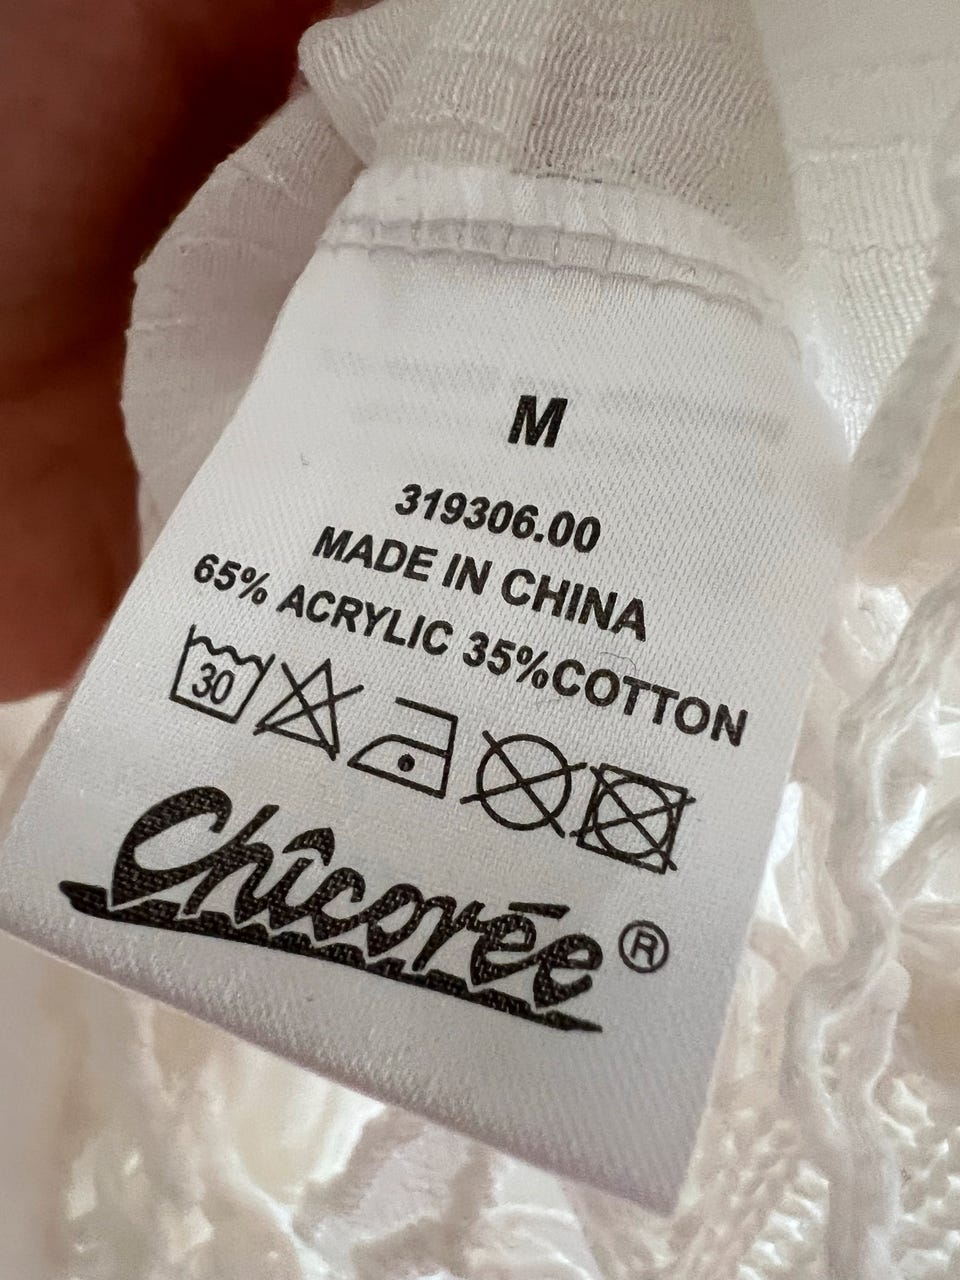 M
319306.00
MADE IN CHINA
65% ACRYLIC 35%COTTON
30
Chicorée®